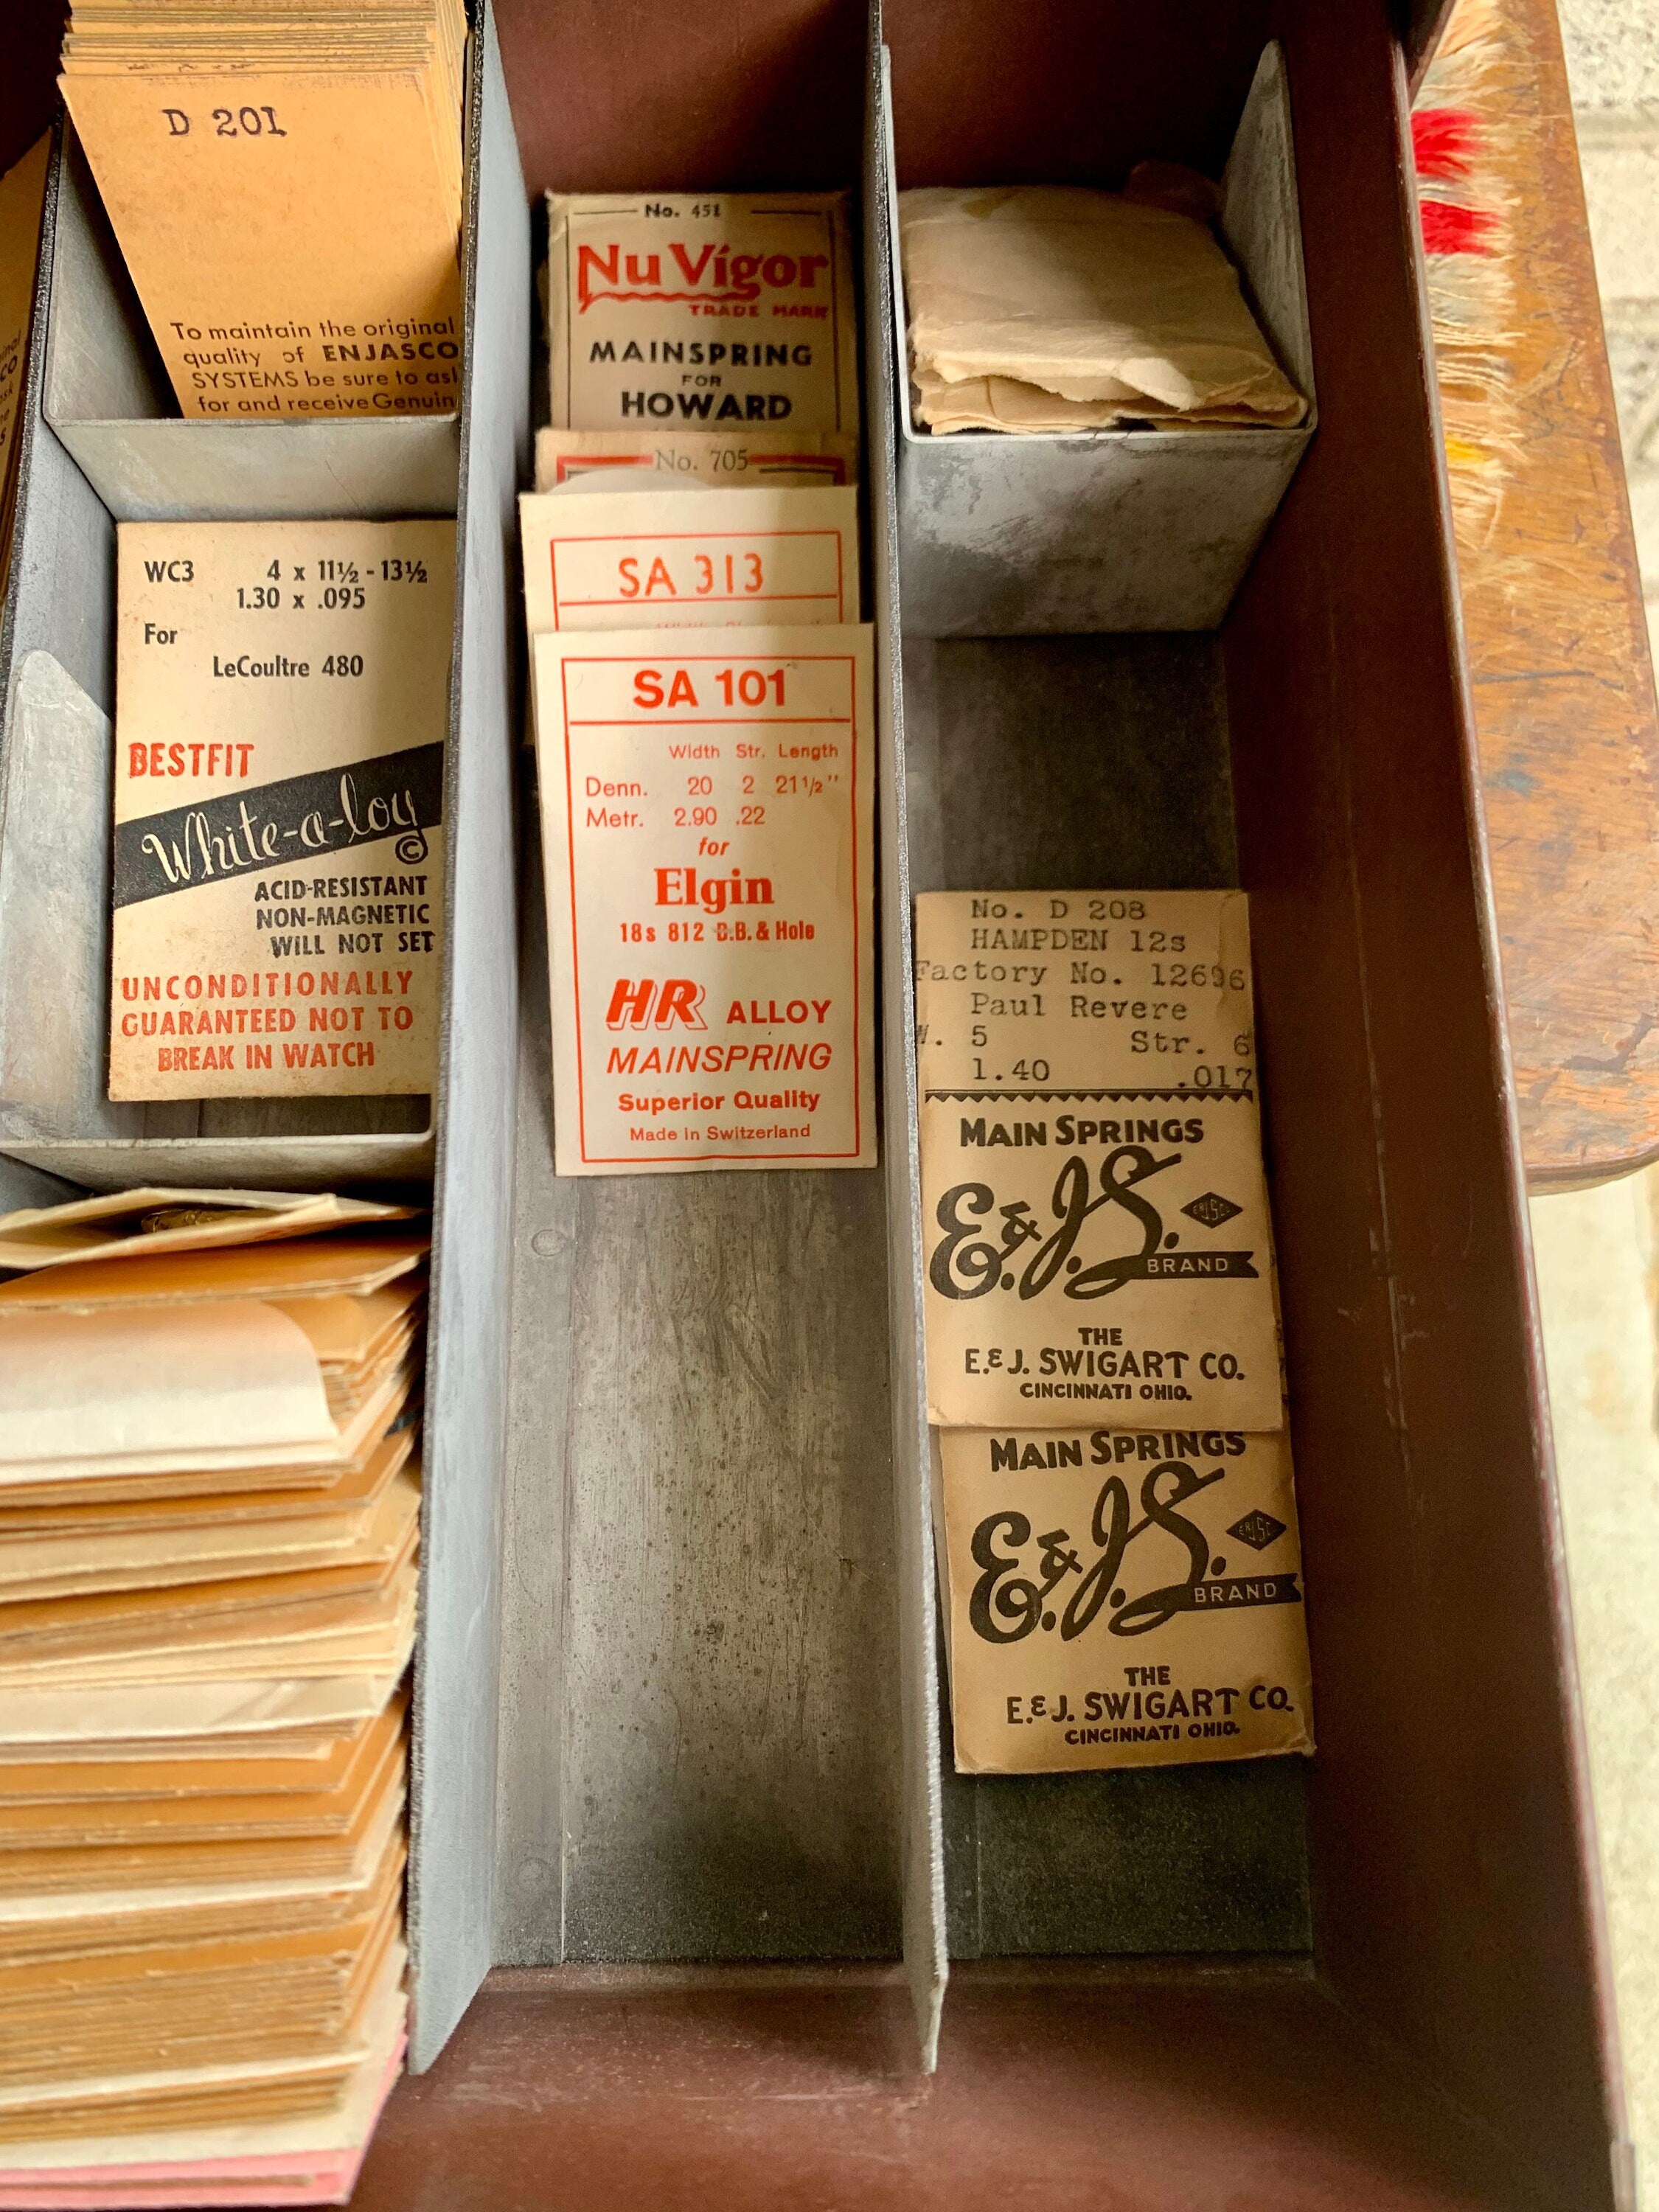 D 201
To maintain the original
quality of ENJASCO
SYSTEMS be sure to
for and receive
WC3 4 x 11½ - 13½
1.30 x .095
For
LeCoultre 480
BESTFIT
White-a-loy ©
ACID-RESISTANT
NON-MAGNETIC
WILL NOT SET
UNCONDITIONALLY
GUARANTEED NOT TO
BREAK IN WATCH
No. 451
Nu Vigor
TRADE MARK
MAINSPRING
FOR
HOWARD
No. 705
SA 313
SA 101
Width Str. Length
Denn. 20 2 21½"
Metr. 2.90 .22
for
Elgin
18s 812 D.B. & Hole
HR ALLOY
MAINSPRING
Superior Quality
Made in Switzerland
No. D 208
HAMPDEN 12s
Factory No. 12696
Paul Revere
W. 5 Str. 6
1.40 .017
MAIN SPRINGS
E. & J. S.
BRAND
THE
E. & J. SWIGART CO.
CINCINNATI OHIO.
MAIN SPRINGS
E. & J. S.
BRAND
THE
E. & J. SWIGART CO.
CINCINNATI OHIO.